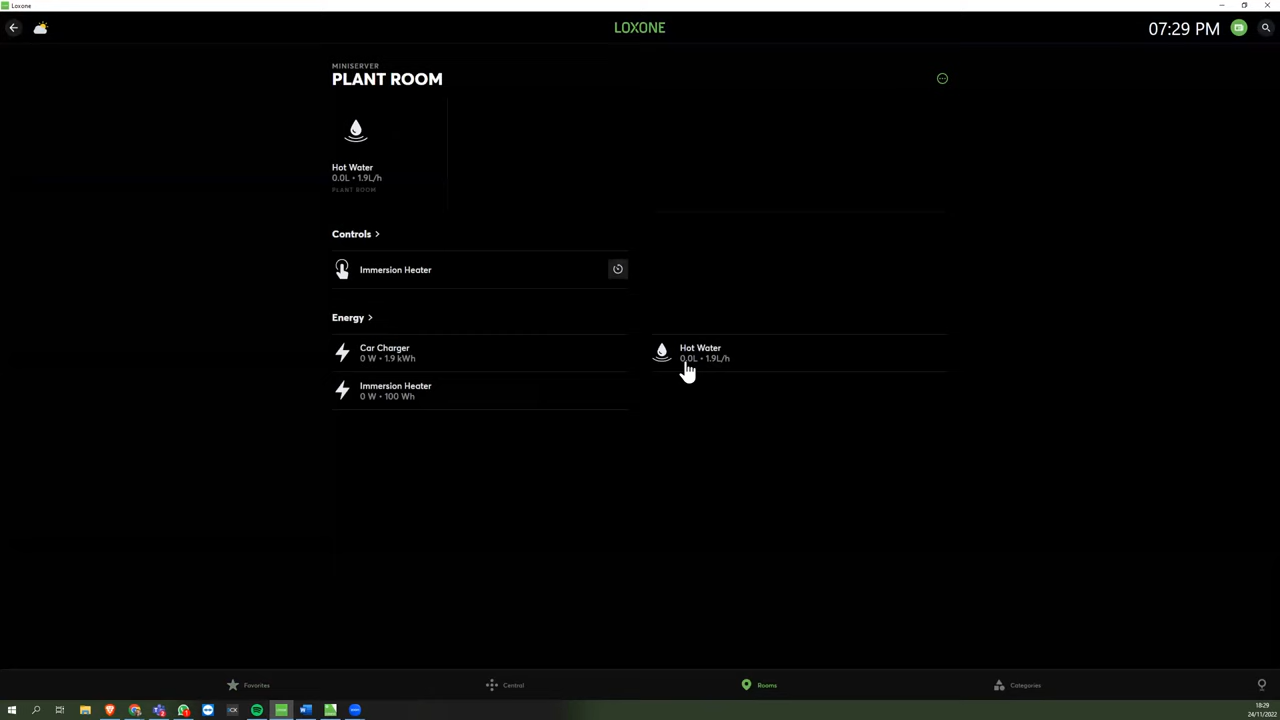 Loxone
LOXONE
07:29 PM
MINISERVER
PLANT ROOM
Hot Water
0.0L • 1.9L/h
PLANT ROOM
Controls >
Immersion Heater
Energy >
Car Charger
0 W • 1.9 kWh
Hot Water
0.0L • 1.9L/h
Immersion Heater
0 W • 100 Wh
Favorites
Central
Rooms
Categories
18:29
24/11/2022